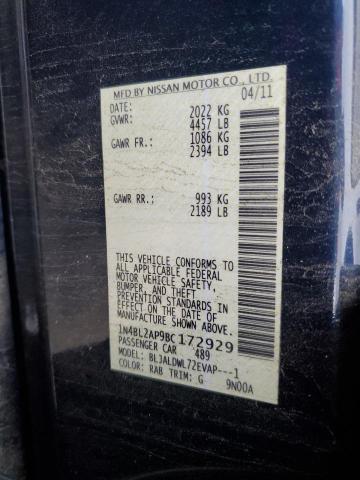 MFD BY NISSAN MOTOR CO., LTD.
04/11
DATE:
GVWR: 2022 KG
4457 LB
GAWR FR.: 1086 KG
2394 LB
GAWR RR.: 993 KG
2189 LB
THIS VEHICLE CONFORMS TO
ALL APPLICABLE FEDERAL
MOTOR VEHICLE SAFETY,
BUMPER, AND THEFT
PREVENTION STANDARDS IN
EFFECT ON THE DATE OF
MANUFACTURE SHOWN ABOVE.
1N4BL2AP9BC172929
PASSENGER CAR 489
MODEL: BLJALDWL72EVAP---1
COLOR: RAB TRIM: G 9N00A